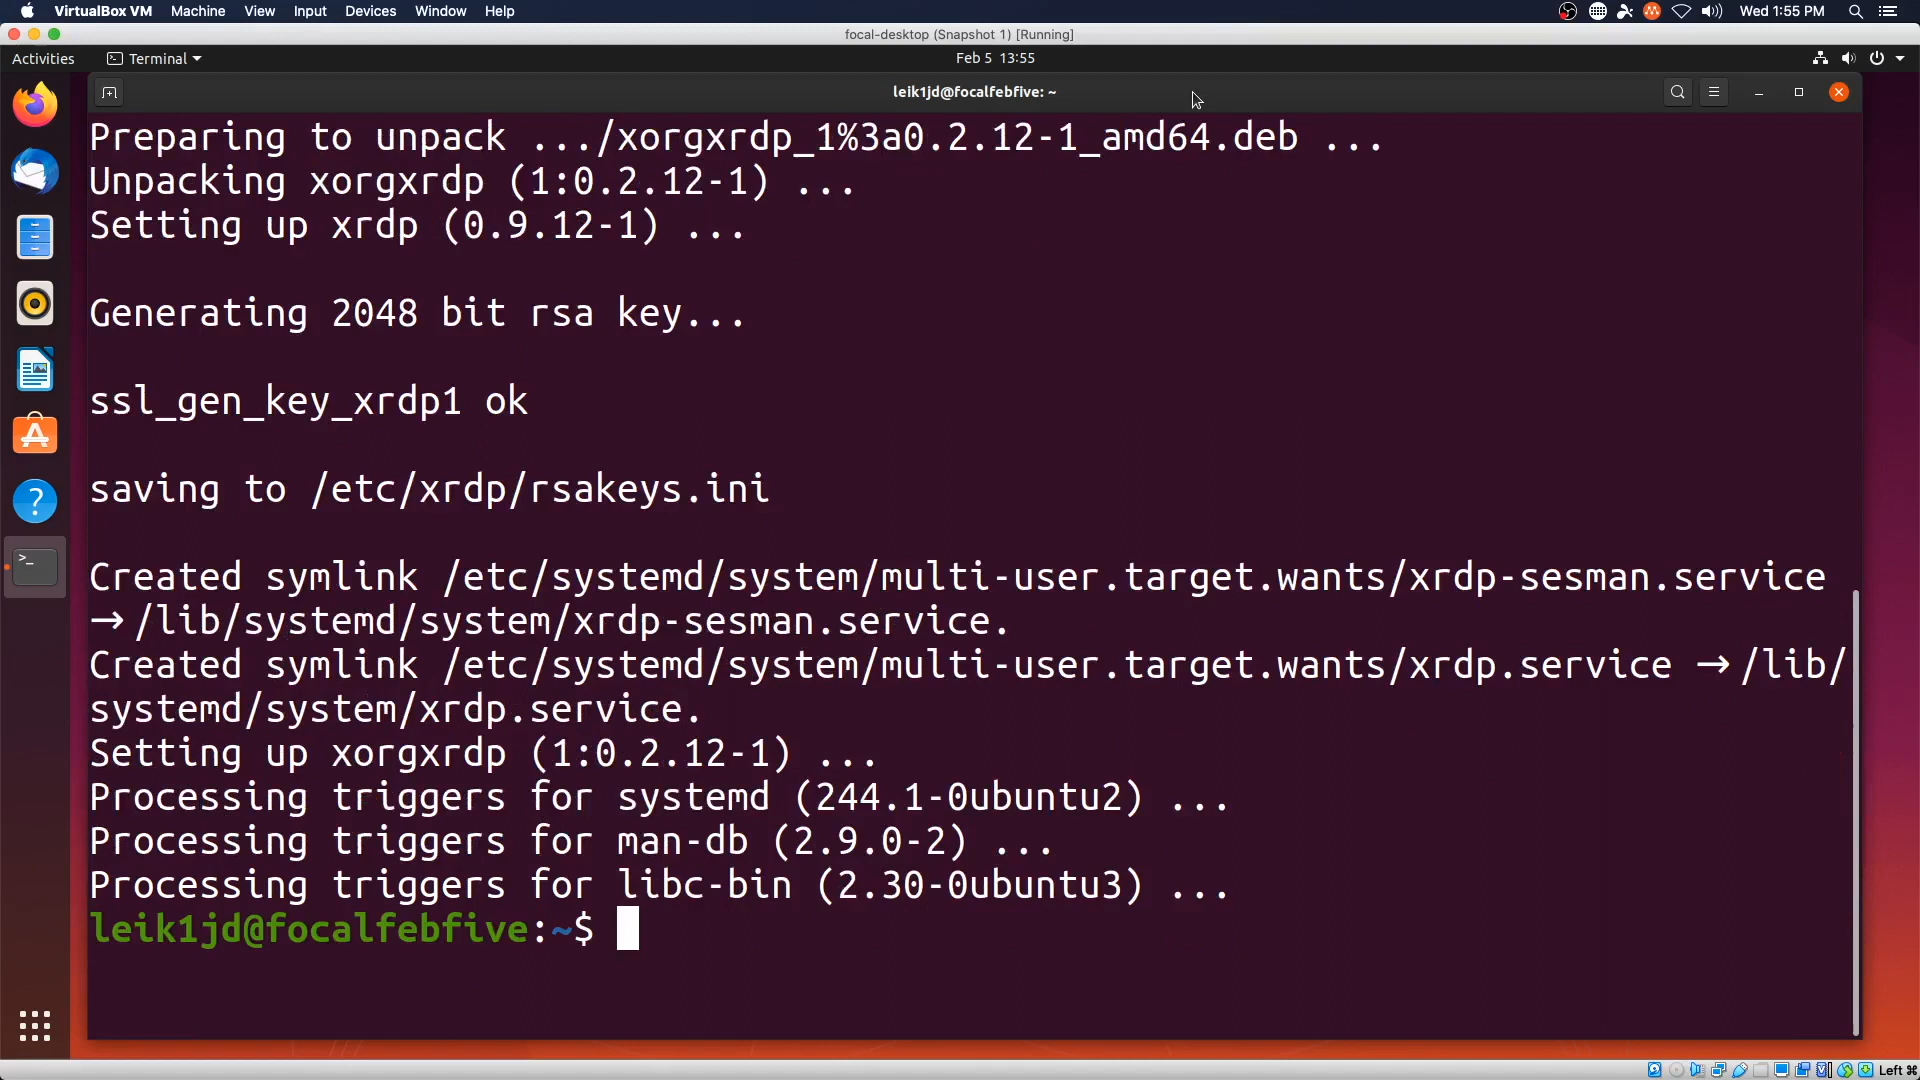 VirtualBox VM Machine View Input Devices Window Help Wed 1:55 PM
focal-desktop (Snapshot 1) [Running]
Activities Terminal Feb 5 13:55
leik1jd@focalfebfive: ~
Preparing to unpack .../xorgxrdp_1%3a0.2.12-1_amd64.deb ...
Unpacking xorgxrdp (1:0.2.12-1) ...
Setting up xrdp (0.9.12-1) ...
Generating 2048 bit rsa key...
ssl_gen_key_xrdp1 ok
saving to /etc/xrdp/rsakeys.ini
Created symlink /etc/systemd/system/multi-user.target.wants/xrdp-sesman.service
→ /lib/systemd/system/xrdp-sesman.service.
Created symlink /etc/systemd/system/multi-user.target.wants/xrdp.service → /lib/
systemd/system/xrdp.service.
Setting up xorgxrdp (1:0.2.12-1) ...
Processing triggers for systemd (244.1-0ubuntu2) ...
Processing triggers for man-db (2.9.0-2) ...
Processing triggers for libc-bin (2.30-0ubuntu3) ...
leik1jd@focalfebfive:~$
Left ⌘